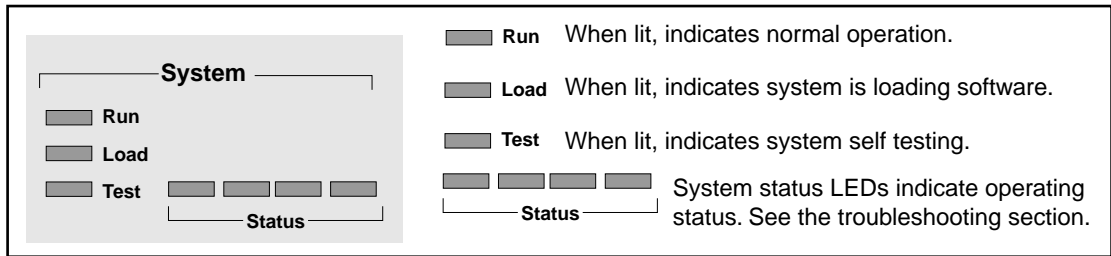 System
Run
Load
Test
Status
Run When lit, indicates normal operation.
Load When lit, indicates system is loading software.
Test When lit, indicates system self testing.
Status
System status LEDs indicate operating
status. See the troubleshooting section.